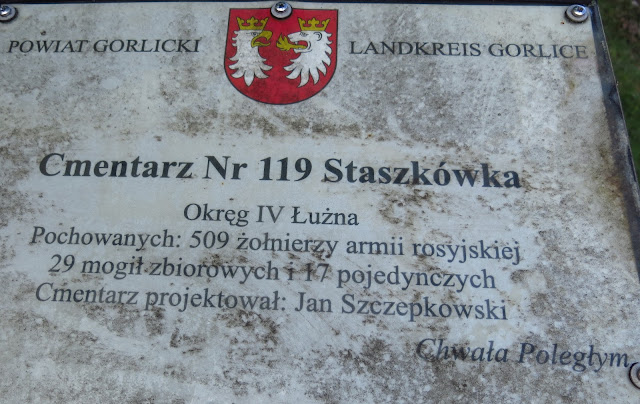 POWIAT GORLICKI
LANDKREIS GORLICE
Cmentarz Nr 119 Staszkówka
Okręg IV Łużna
Pochowanych: 509 żołnierzy armii rosyjskiej
29 mogił zbiorowych i 17 pojedynczych
Cmentarz projektował: Jan Szczepkowski
Chwała Poległym